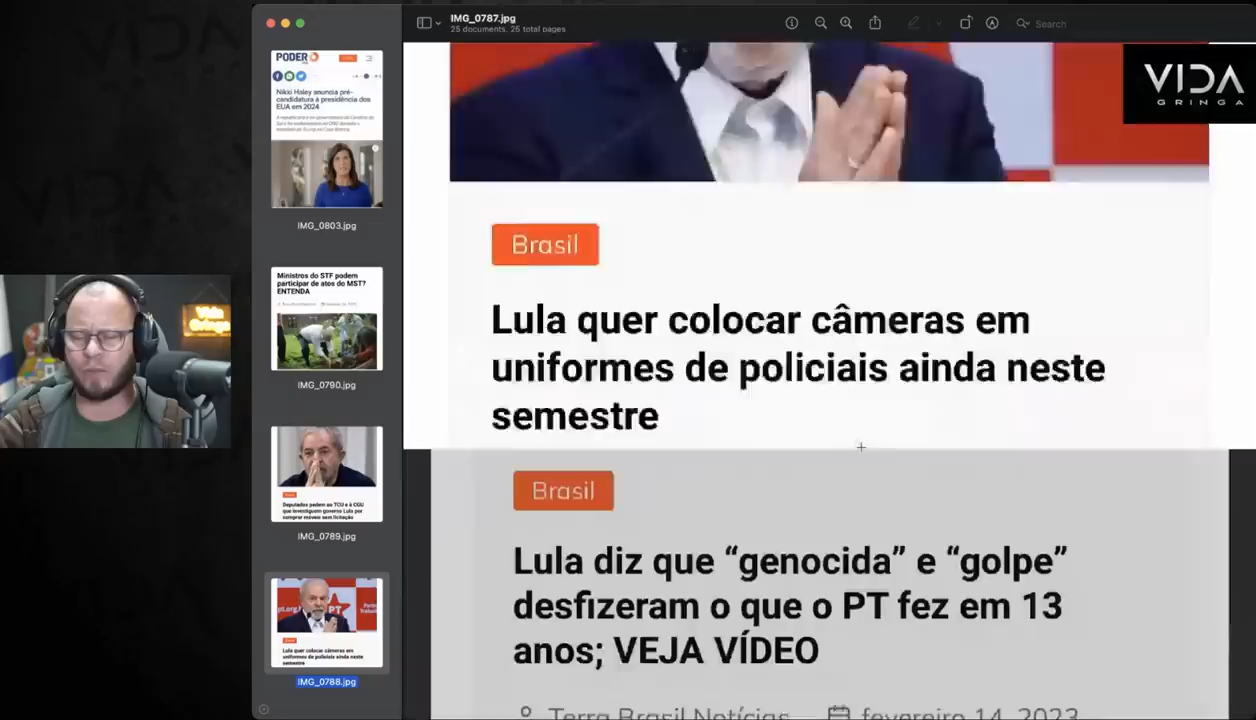 IMG_0787.jpg
25 documents, 25 total pages
Search
VIDA
GRINGA
PODER
Nikki Haley anuncia pré-
candidatura à presidência dos
EUA em 2024
IMG_0803.jpg
Ministros do STF podem
participar de atos do MST?
ENTENDA
IMG_0790.jpg
Deputados pedem ao TCU e à CGU
que investiguem governo Lula por
comprar móveis sem licitação
IMG_0789.jpg
PT
Lula quer colocar câmeras em
uniformes de policiais ainda neste
semestre
IMG_0788.jpg
Vida
Gringa
Brasil
Lula quer colocar câmeras em
uniformes de policiais ainda neste
semestre
Brasil
Lula diz que “genocida” e “golpe”
desfizeram o que o PT fez em 13
anos; VEJA VÍDEO
Terra Brasil Notícias fevereiro 14, 2023